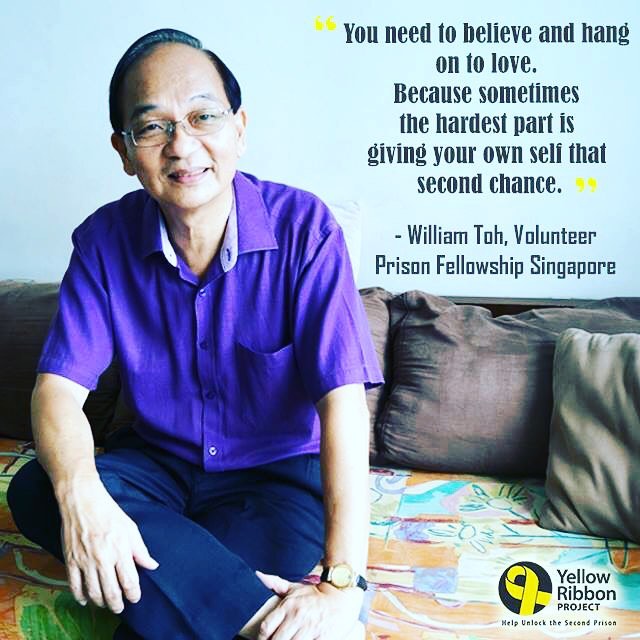 “ You need to believe and hang
on to love.
Because sometimes
the hardest part is
giving your own self that
second chance. ”
- William Toh, Volunteer
Prison Fellowship Singapore
Yellow
Ribbon
PROJECT
Help Unlock the Second Prison